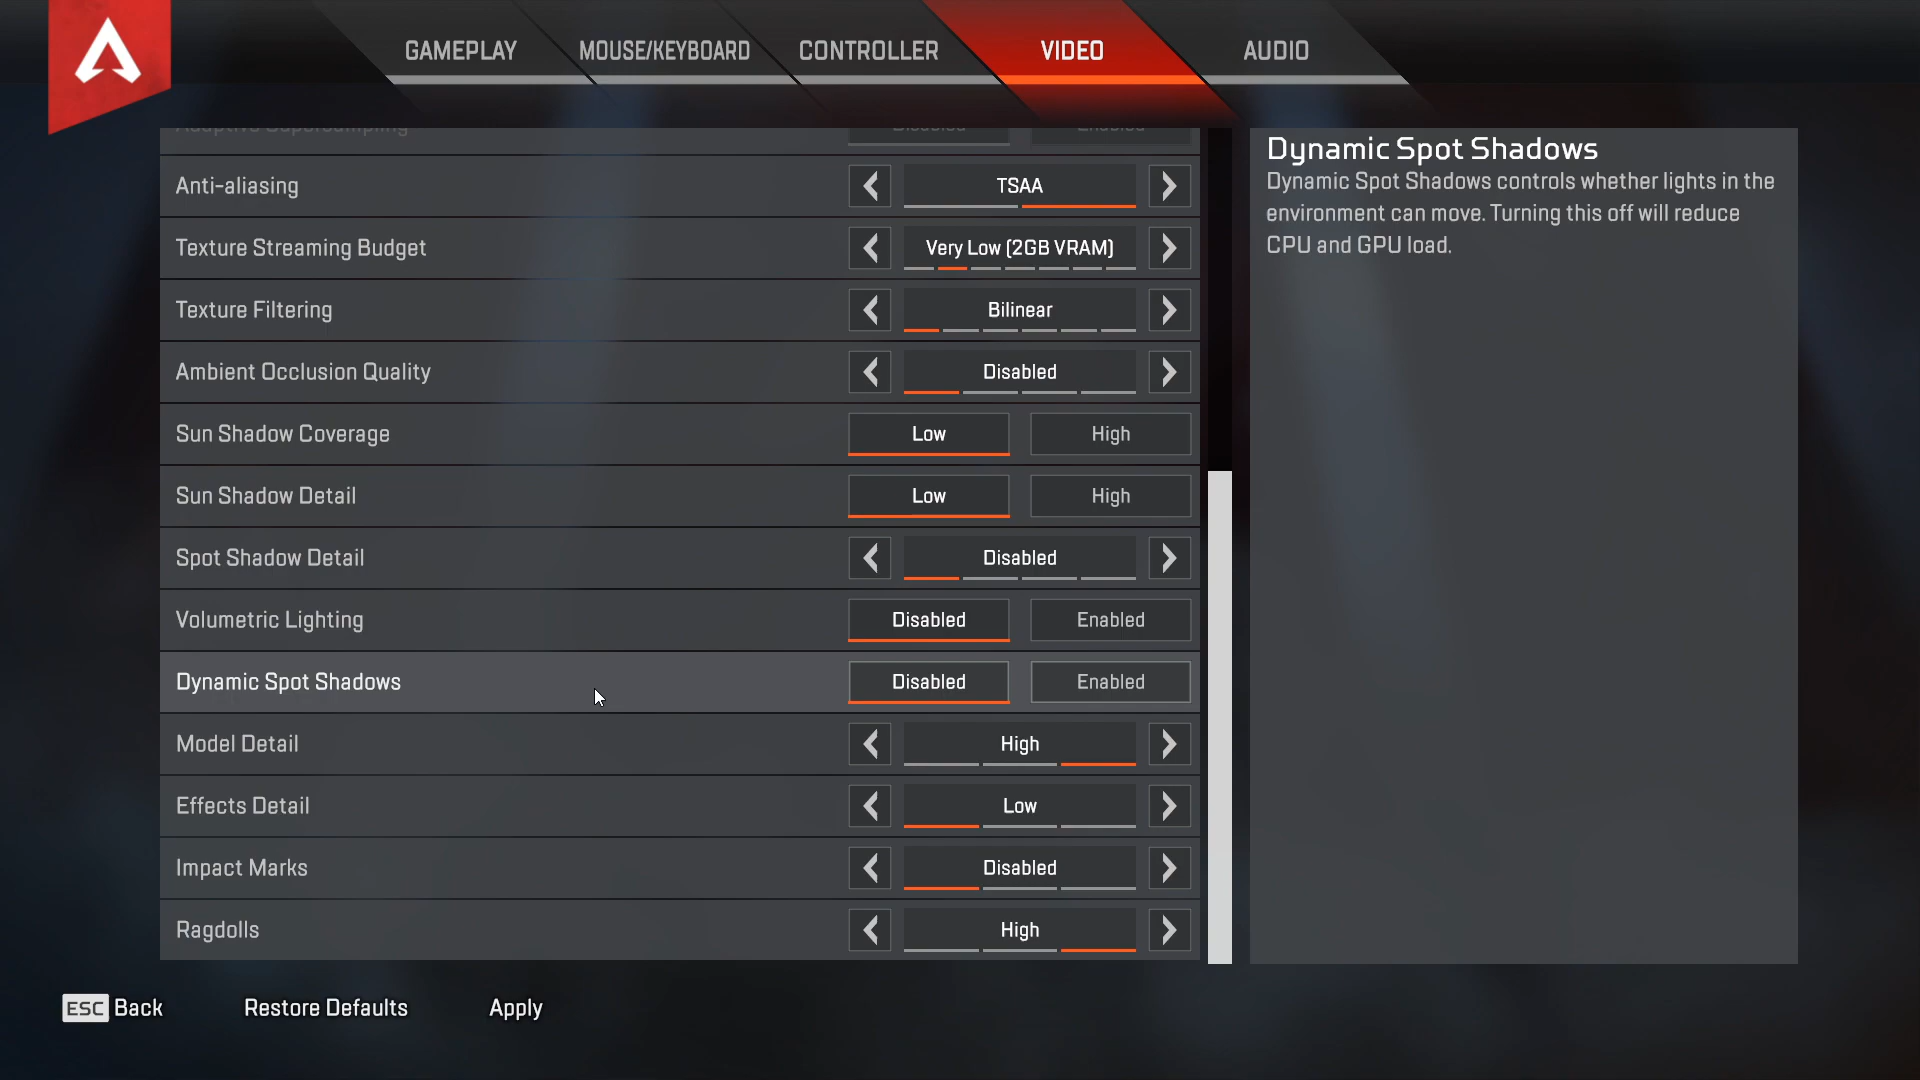 GAMEPLAY
MOUSE/KEYBOARD
CONTROLLER
VIDEO
AUDIO
Anti-aliasing
TSAA
Texture Streaming Budget
Very Low (2GB VRAM)
Texture Filtering
Bilinear
Ambient Occlusion Quality
Disabled
Sun Shadow Coverage
Low
High
Sun Shadow Detail
Low
High
Spot Shadow Detail
Disabled
Volumetric Lighting
Disabled
Enabled
Dynamic Spot Shadows
Disabled
Enabled
Model Detail
High
Effects Detail
Low
Impact Marks
Disabled
Ragdolls
High
Dynamic Spot Shadows
Dynamic Spot Shadows controls whether lights in the
environment can move. Turning this off will reduce
CPU and GPU load.
ESC Back
Restore Defaults
Apply